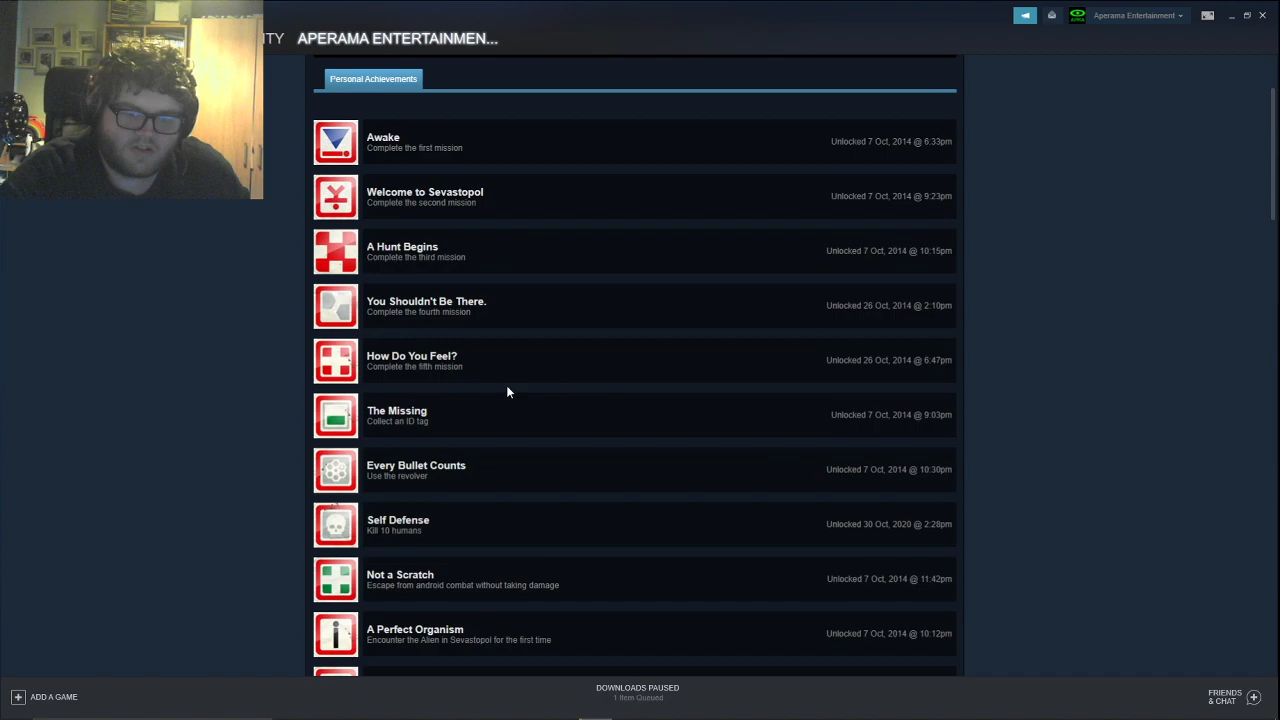 Aperama Entertainment
ITY APERAMA ENTERTAINMEN...
Personal Achievements
Awake
Complete the first mission
Unlocked 7 Oct, 2014 @ 6:33pm
Welcome to Sevastopol
Complete the second mission
Unlocked 7 Oct, 2014 @ 9:23pm
A Hunt Begins
Complete the third mission
Unlocked 7 Oct, 2014 @ 10:15pm
You Shouldn't Be There.
Complete the fourth mission
Unlocked 26 Oct, 2014 @ 2:10pm
How Do You Feel?
Complete the fifth mission
Unlocked 26 Oct, 2014 @ 6:47pm
The Missing
Collect an ID tag
Unlocked 7 Oct, 2014 @ 9:03pm
Every Bullet Counts
Use the revolver
Unlocked 7 Oct, 2014 @ 10:30pm
Self Defense
Kill 10 humans
Unlocked 30 Oct, 2020 @ 2:28pm
Not a Scratch
Escape from android combat without taking damage
Unlocked 7 Oct, 2014 @ 11:42pm
A Perfect Organism
Encounter the Alien in Sevastopol for the first time
Unlocked 7 Oct, 2014 @ 10:12pm
ADD A GAME
DOWNLOADS PAUSED
1 Item Queued
FRIENDS
& CHAT